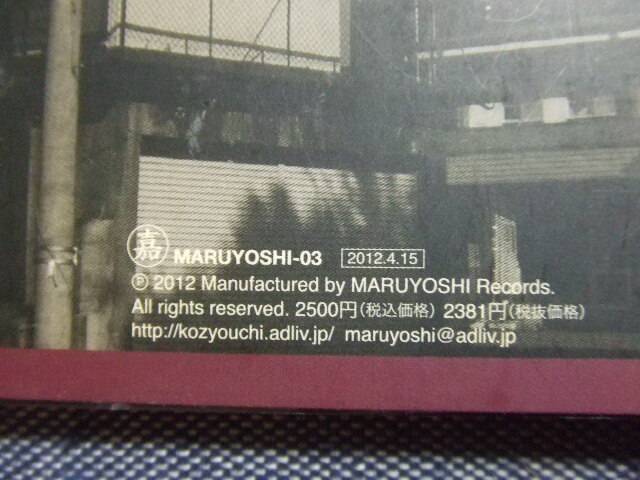 嘉 MARUYOSHI-03 2012.4.15
Ⓟ 2012 Manufactured by MARUYOSHI Records.
All rights reserved. 2500円(税込価格) 2381円(税抜価格)
http://kozyouchi.adliv.jp/ maruyoshi@adliv.jp